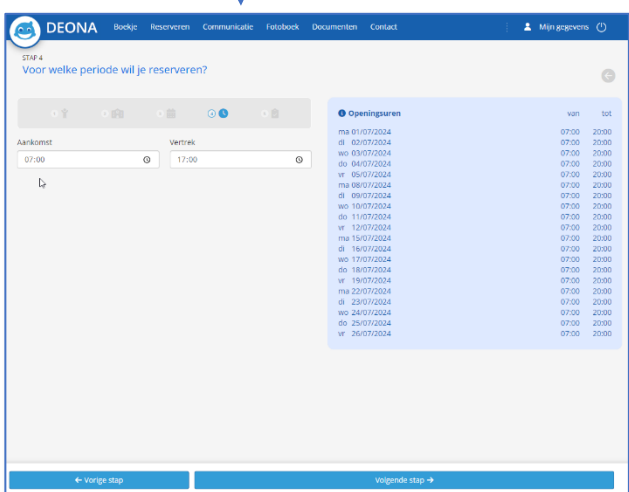 DEONA Boekje Reserveren Communicatie Fotoboek Documenten Contact Mijn gegevens
STAP 4
Voor welke periode wil je reserveren?
Aankomst Vertrek
07:00 17:00
Openingsuren van tot
ma 01/07/2024 07:00 20:00
di 02/07/2024 07:00 20:00
wo 03/07/2024 07:00 20:00
do 04/07/2024 07:00 20:00
vr 05/07/2024 07:00 20:00
ma 08/07/2024 07:00 20:00
di 09/07/2024 07:00 20:00
wo 10/07/2024 07:00 20:00
do 11/07/2024 07:00 20:00
vr 12/07/2024 07:00 20:00
ma 15/07/2024 07:00 20:00
di 16/07/2024 07:00 20:00
wo 17/07/2024 07:00 20:00
do 18/07/2024 07:00 20:00
vr 19/07/2024 07:00 20:00
ma 22/07/2024 07:00 20:00
di 23/07/2024 07:00 20:00
wo 24/07/2024 07:00 20:00
do 25/07/2024 07:00 20:00
vr 26/07/2024 07:00 20:00
← Vorige stap Volgende stap →